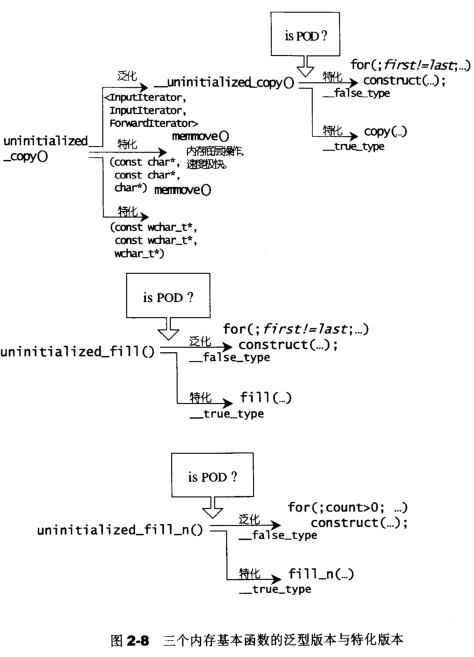 is POD ?
for(;first!=last;…)
泛化
__uninitialized_copy()
特化
construct(…);
__false_type
<InputIterator,
InputIterator,
ForwardIterator>
memmove()
特化
copy(…)
__true_type
uninitialized
_copy()
特化
内存底层操作,
速度极快。
(const char*,
const char*,
char*)
memmove()
特化
(const wchar_t*,
const wchar_t*,
wchar_t*)
is POD ?
for(;first!=last;…)
uninitialized_fill()
泛化
construct(…);
__false_type
特化
fill(…)
__true_type
is POD ?
for(;count>0; …)
uninitialized_fill_n()
泛化
construct(…);
__false_type
特化
fill_n(…)
__true_type
图 2-8 三个内存基本函数的泛型版本与特化版本